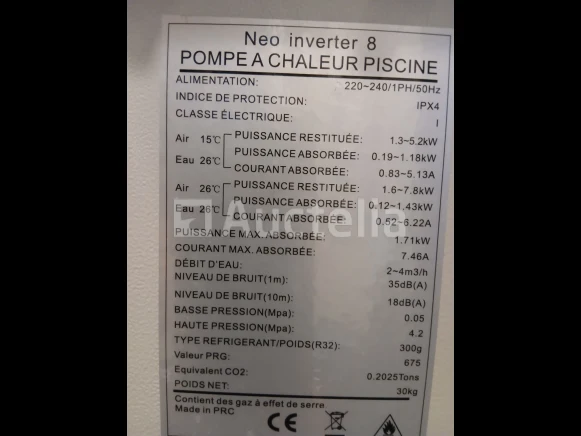 Neo inverter 8
POMPE A CHALEUR PISCINE
ALIMENTATION: 220~240/1PH/50Hz
INDICE DE PROTECTION: IPX4
CLASSE ÉLECTRIQUE: I
Air 15℃ PUISSANCE RESTITUÉE: 1.3~5.2kW
Eau 26℃ PUISSANCE ABSORBÉE: 0.19~1.18kW
COURANT ABSORBÉE: 0.83~5.13A
Air 26℃ PUISSANCE RESTITUÉE: 1.6~7.8kW
Eau 26℃ PUISSANCE ABSORBÉE: 0.12~1.43kW
COURANT ABSORBÉE: 0.52~6.22A
Auctelia
PUISSANCE MAX. ABSORBÉE: 1.71kW
COURANT MAX. ABSORBÉE: 7.46A
DÉBIT D'EAU: 2~4m3/h
NIVEAU DE BRUIT(1m): 35dB(A)
NIVEAU DE BRUIT(10m): 18dB(A)
BASSE PRESSION(Mpa): 0.05
HAUTE PRESSION(Mpa): 4.2
TYPE REFRIGERANT/POIDS(R32): 300g
Valeur PRG: 675
Equivalent CO2: 0.2025Tons
POIDS NET: 30kg
Contient des gaz à effet de serre
Made in PRC CE